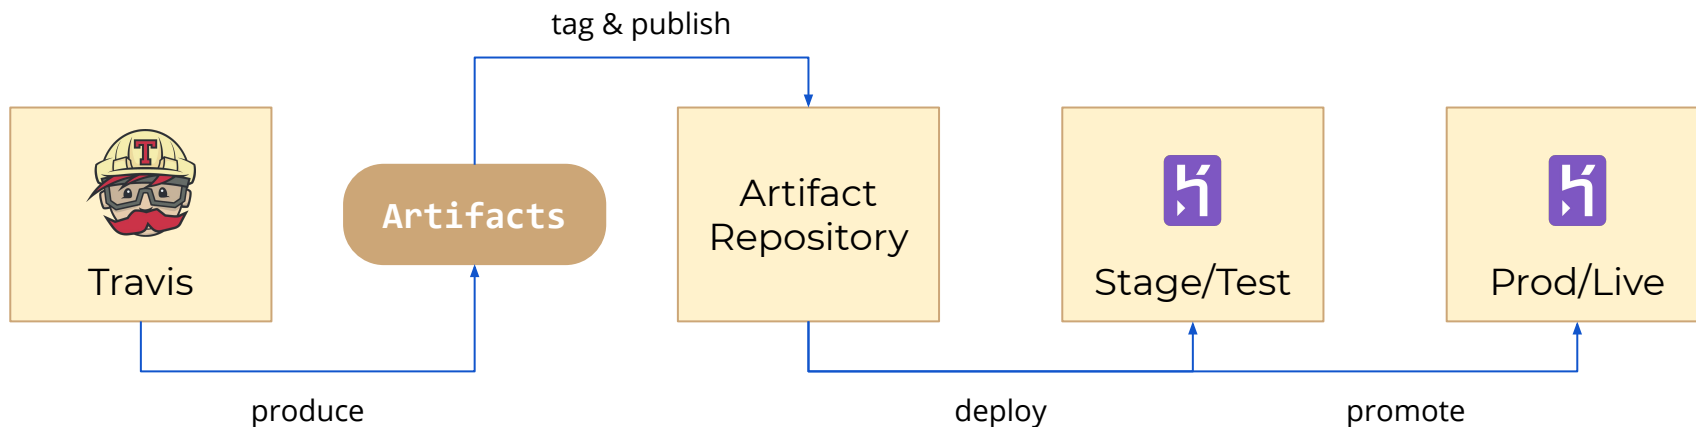 tag & publish
T
Travis
Artifacts
Artifact
Repository
Stage/Test
Prod/Live
produce
deploy
promote